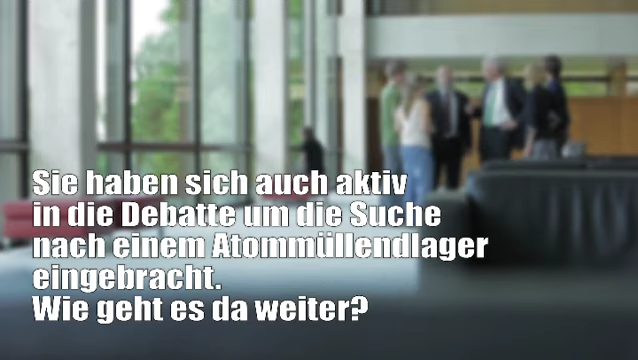 Sie haben sich auch aktiv
in die Debatte um die Suche
nach einem Atommüllendlager
eingebracht.
Wie geht es da weiter?